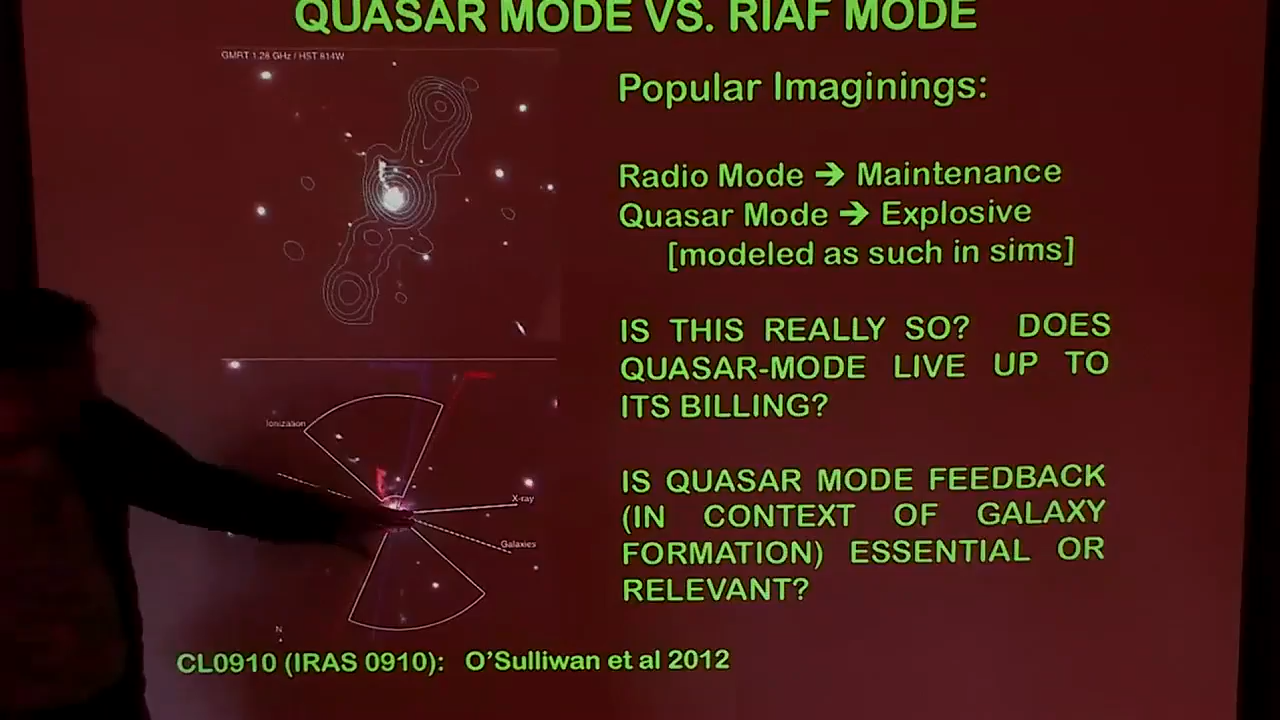 QUASAR MODE VS. RIAF MODE
GMRT 1.28 GHz / HST 814W
Popular Imaginings:
Radio Mode ➔ Maintenance
Quasar Mode ➔ Explosive
[modeled as such in sims]
IS THIS REALLY SO? DOES
QUASAR-MODE LIVE UP TO
ITS BILLING?
Ionization
X-ray
Galaxies
N
IS QUASAR MODE FEEDBACK
(IN CONTEXT OF GALAXY
FORMATION) ESSENTIAL OR
RELEVANT?
CL0910 (IRAS 0910): O'Sulliwan et al 2012